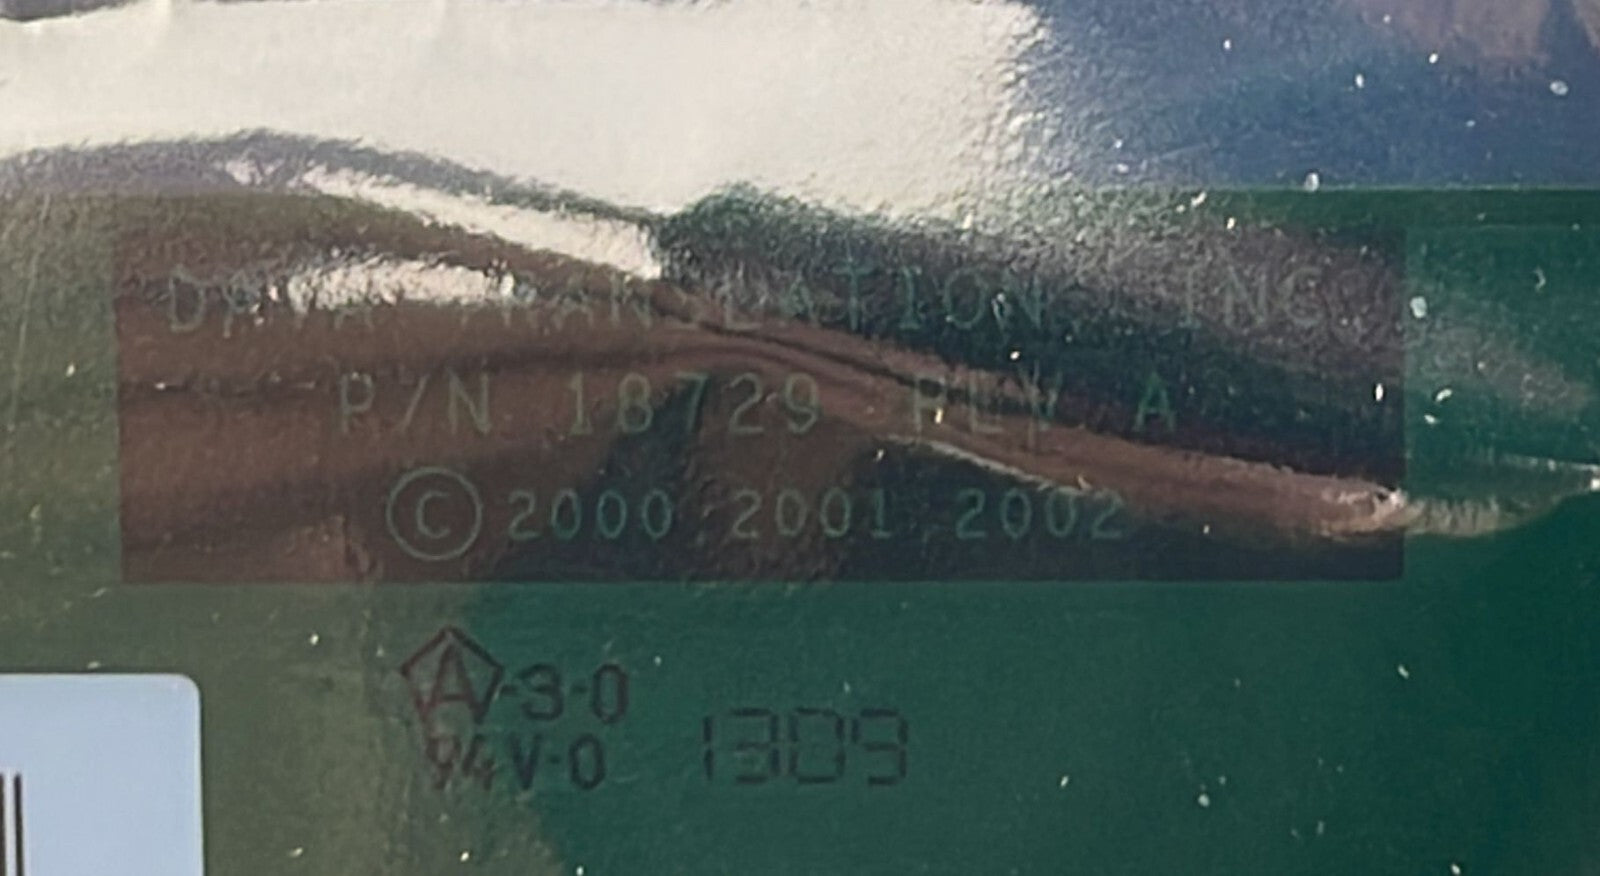 DATA TRANSLATION, INC.
P/N 18729 REV A
© 2000, 2001, 2002
A-3-0
94V-0 1309